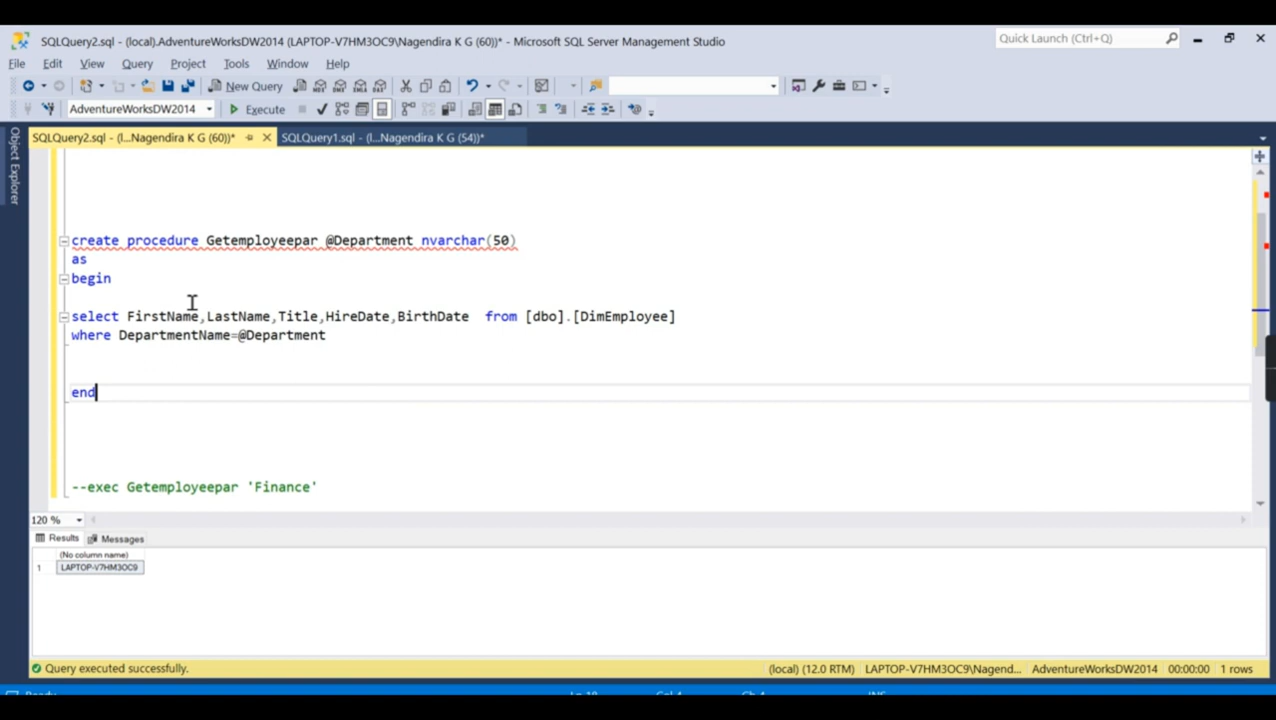 SQLQuery2.sql - (local).AdventureWorksDW2014 (LAPTOP-V7HM3OC9\Nagendira K G (60))* - Microsoft SQL Server Management Studio
Quick Launch (Ctrl+Q)
File Edit View Query Project Tools Window Help
New Query
AdventureWorksDW2014 Execute
SQLQuery2.sql - (l...Nagendira K G (60))* SQLQuery1.sql - (l...Nagendira K G (54))*
Object Explorer
create procedure Getemployeepar @Department nvarchar(50)
as
begin
select FirstName,LastName,Title,HireDate,BirthDate from [dbo].[DimEmployee]
where DepartmentName=@Department
end
--exec Getemployeepar 'Finance'
120 %
Results Messages
(No column name)
1 LAPTOP-V7HM3OC9
Query executed successfully. (local) (12.0 RTM) LAPTOP-V7HM3OC9\Nagend... AdventureWorksDW2014 00:00:00 1 rows